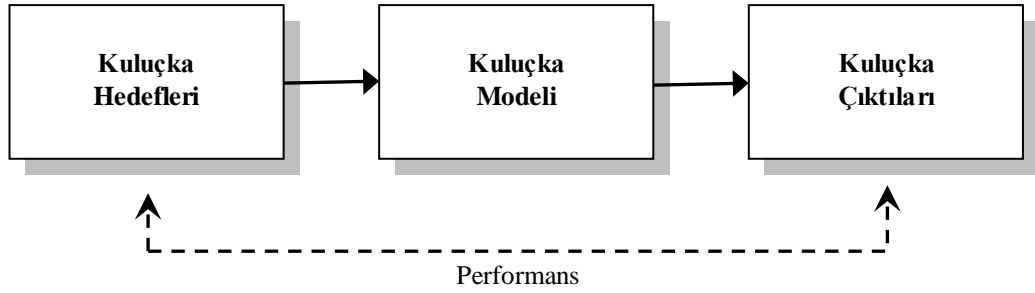 Kuluçka
Hedefleri
Kuluçka
Modeli
Kuluçka
Çıktıları
Performans